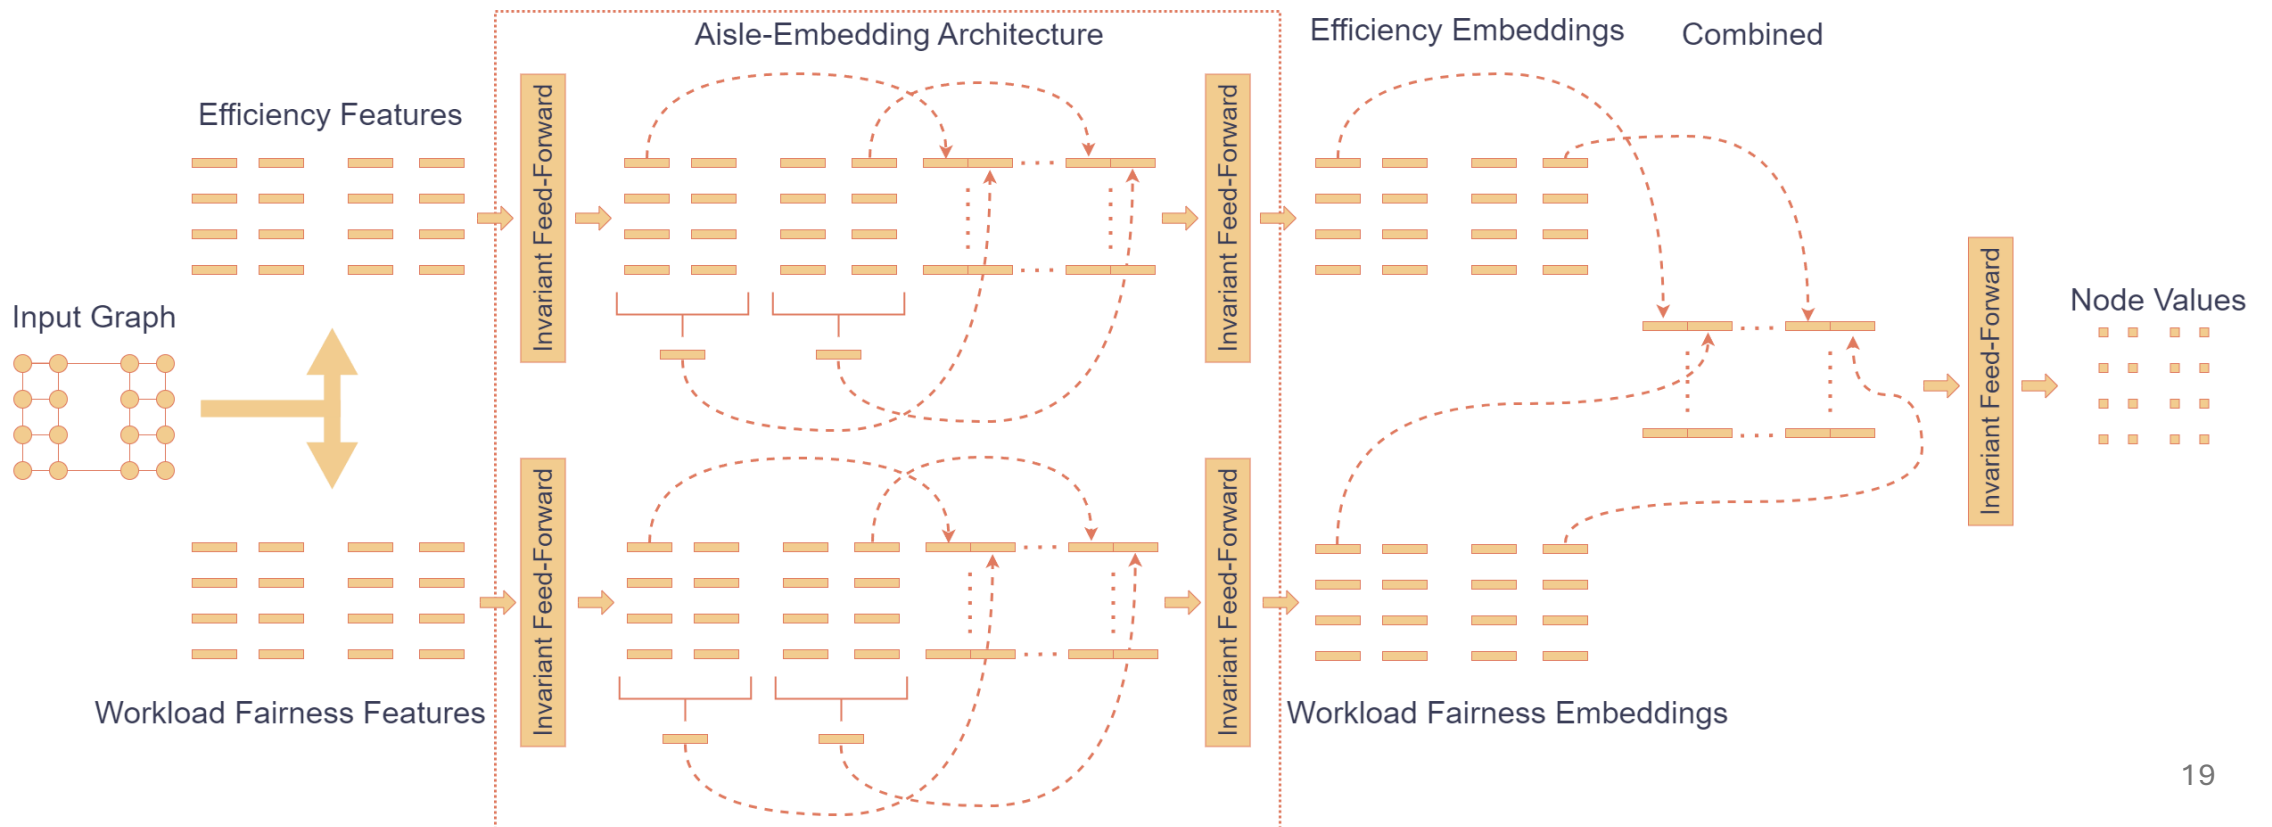 Aisle-Embedding Architecture
Efficiency Embeddings
Combined
Efficiency Features
Invariant Feed-Forward
Invariant Feed-Forward
Input Graph
Invariant Feed-Forward
Node Values
Invariant Feed-Forward
Invariant Feed-Forward
Workload Fairness Features
Workload Fairness Embeddings
19